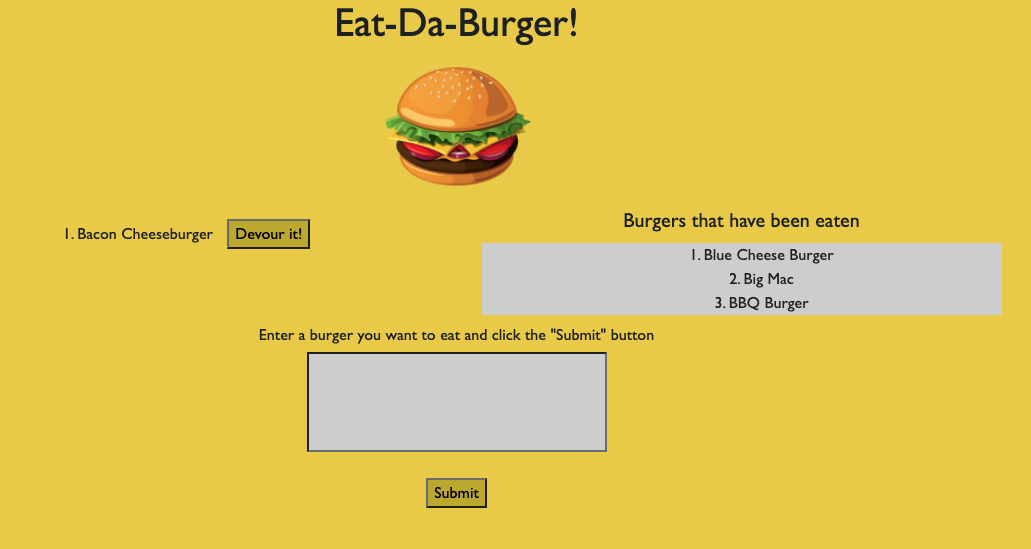 Eat-Da-Burger!
1. Bacon Cheeseburger
Devour it!
Burgers that have been eaten
1. Blue Cheese Burger
2. Big Mac
3. BBQ Burger
Enter a burger you want to eat and click the "Submit" button
Submit